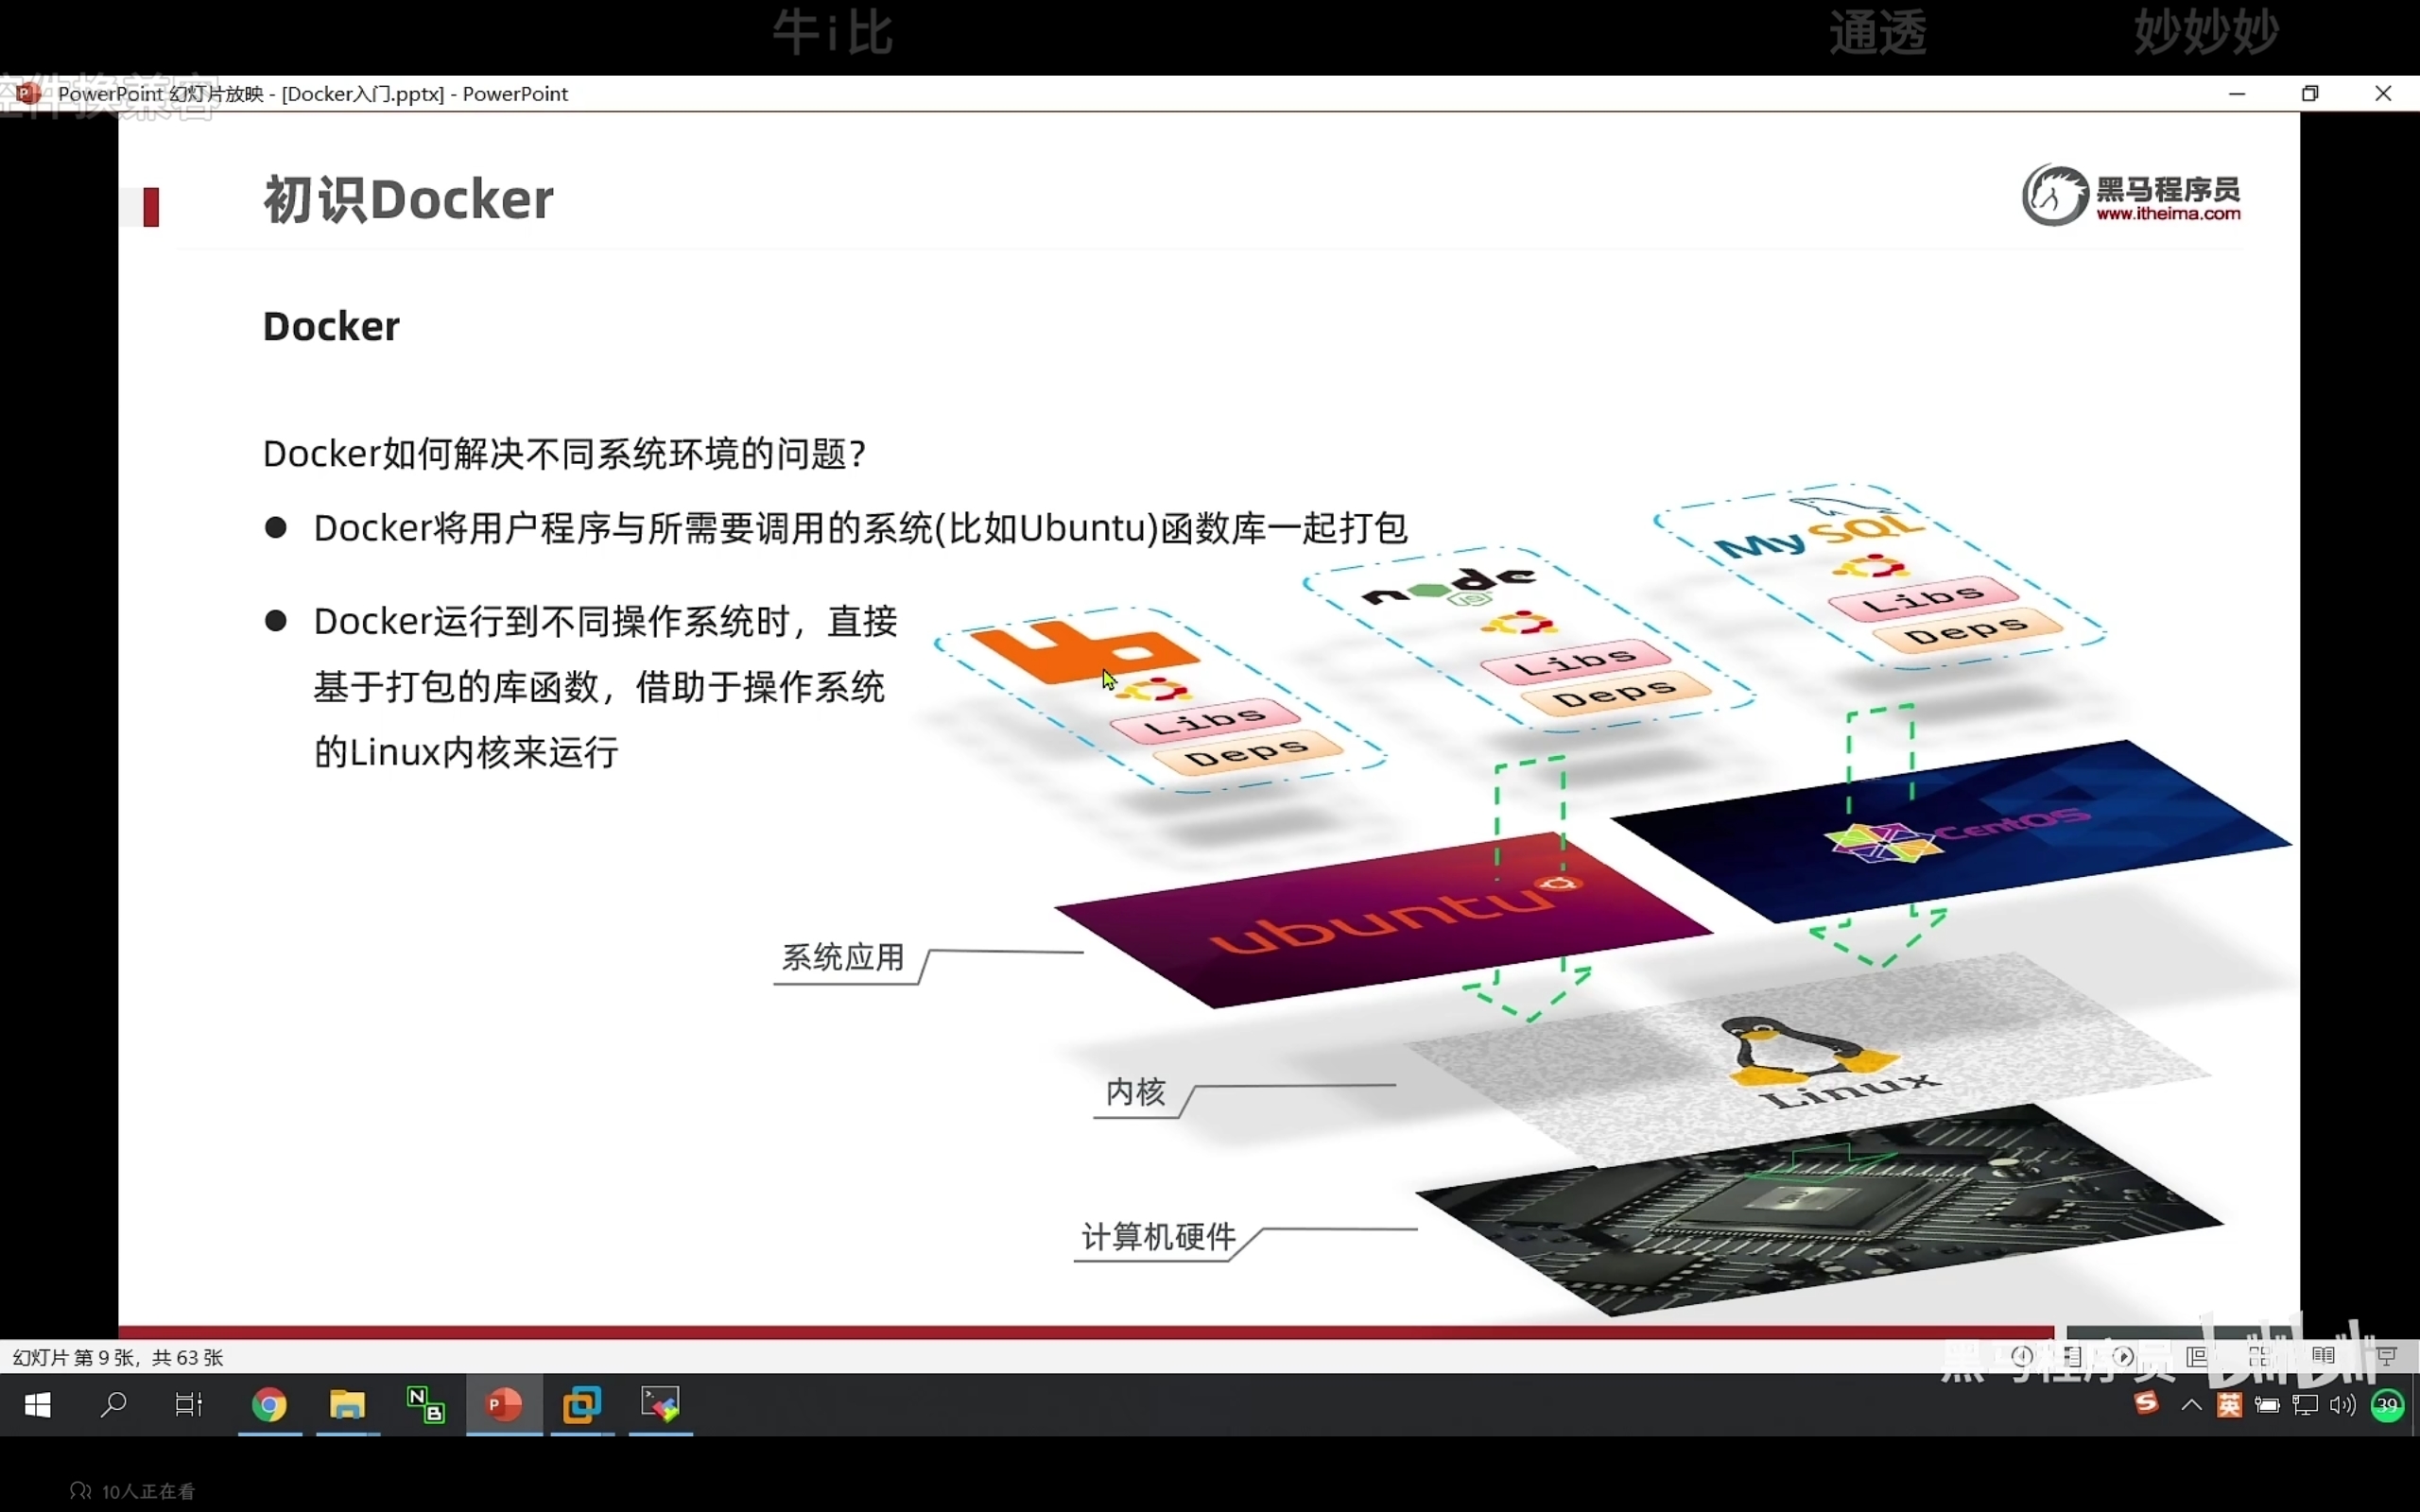 牛i比
通透
妙妙妙
PowerPoint 幻灯片放映 - [Docker入门.pptx] - PowerPoint
初识Docker
黑马程序员
www.itheima.com
Docker
Docker如何解决不同系统环境的问题？
Docker将用户程序与所需要调用的系统(比如Ubuntu)函数库一起打包
Docker运行到不同操作系统时，直接
基于打包的库函数，借助于操作系统
的Linux内核来运行
Libs
Deps
node
JS
Libs
Deps
MySQL
Libs
Deps
ubuntu
CentOS
系统应用
内核
Linux
计算机硬件
幻灯片 第 9 张，共 63 张
黑马程序员
bilibili
N
B
P
英
39
10人正在看